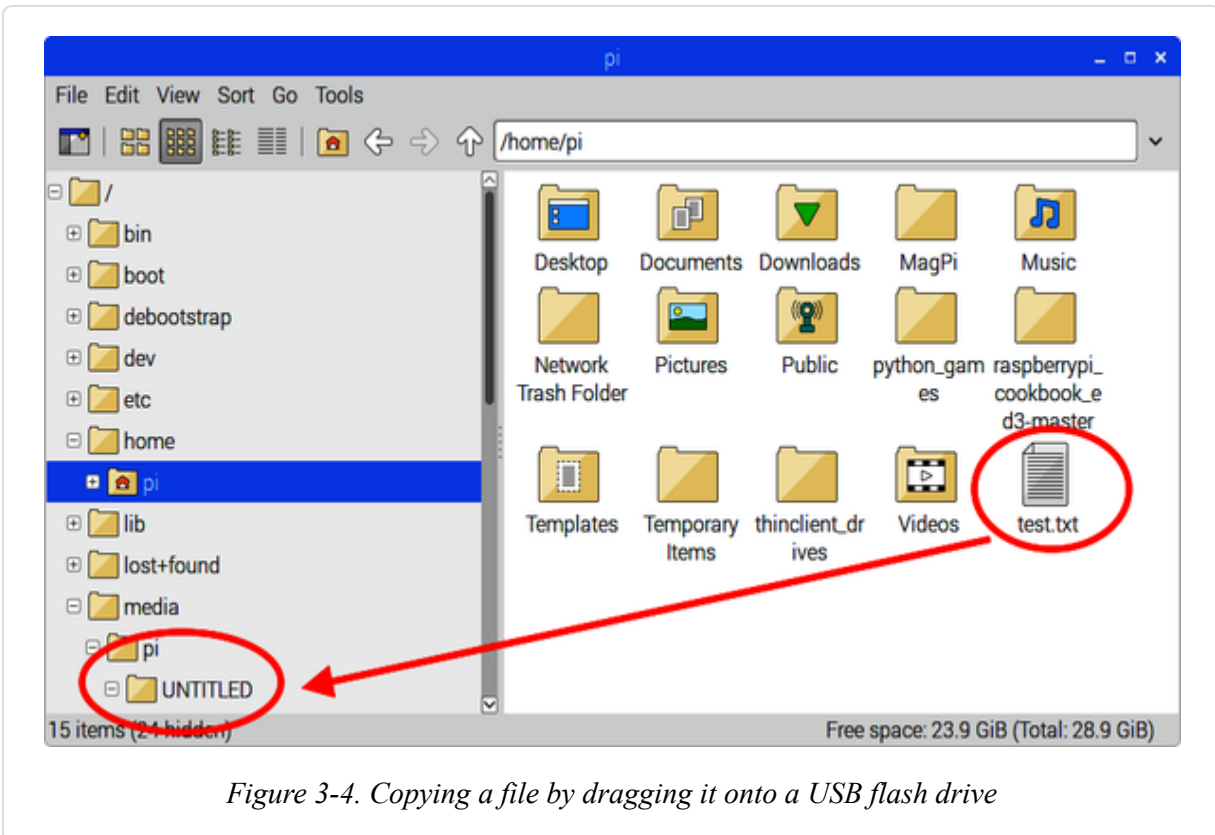 pi
File Edit View Sort Go Tools
/home/pi
/
bin
boot
debootstrap
dev
etc
home
pi
lib
lost+found
media
pi
UNTITLED
Desktop Documents Downloads MagPi Music
Network Pictures Public python_gam raspberrypi_
Trash Folder es cookbook_e
d3-master
Templates Temporary thinclient_dr Videos test.txt
Items ives
15 items (24 hidden) Free space: 23.9 GiB (Total: 28.9 GiB)
Figure 3-4. Copying a file by dragging it onto a USB flash drive